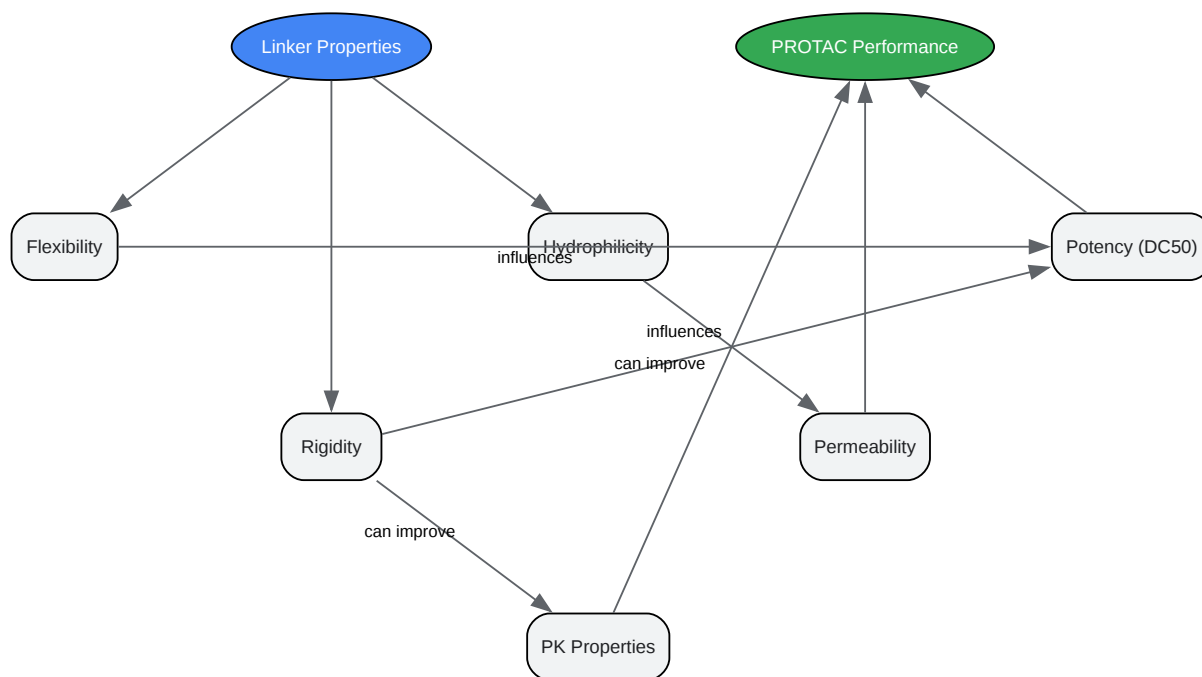 Linker Properties
PROTAC Performance
Flexibility
Hydrophilicity
Potency (DC50)
influences
influences
can improve
Rigidity
Permeability
can improve
PK Properties